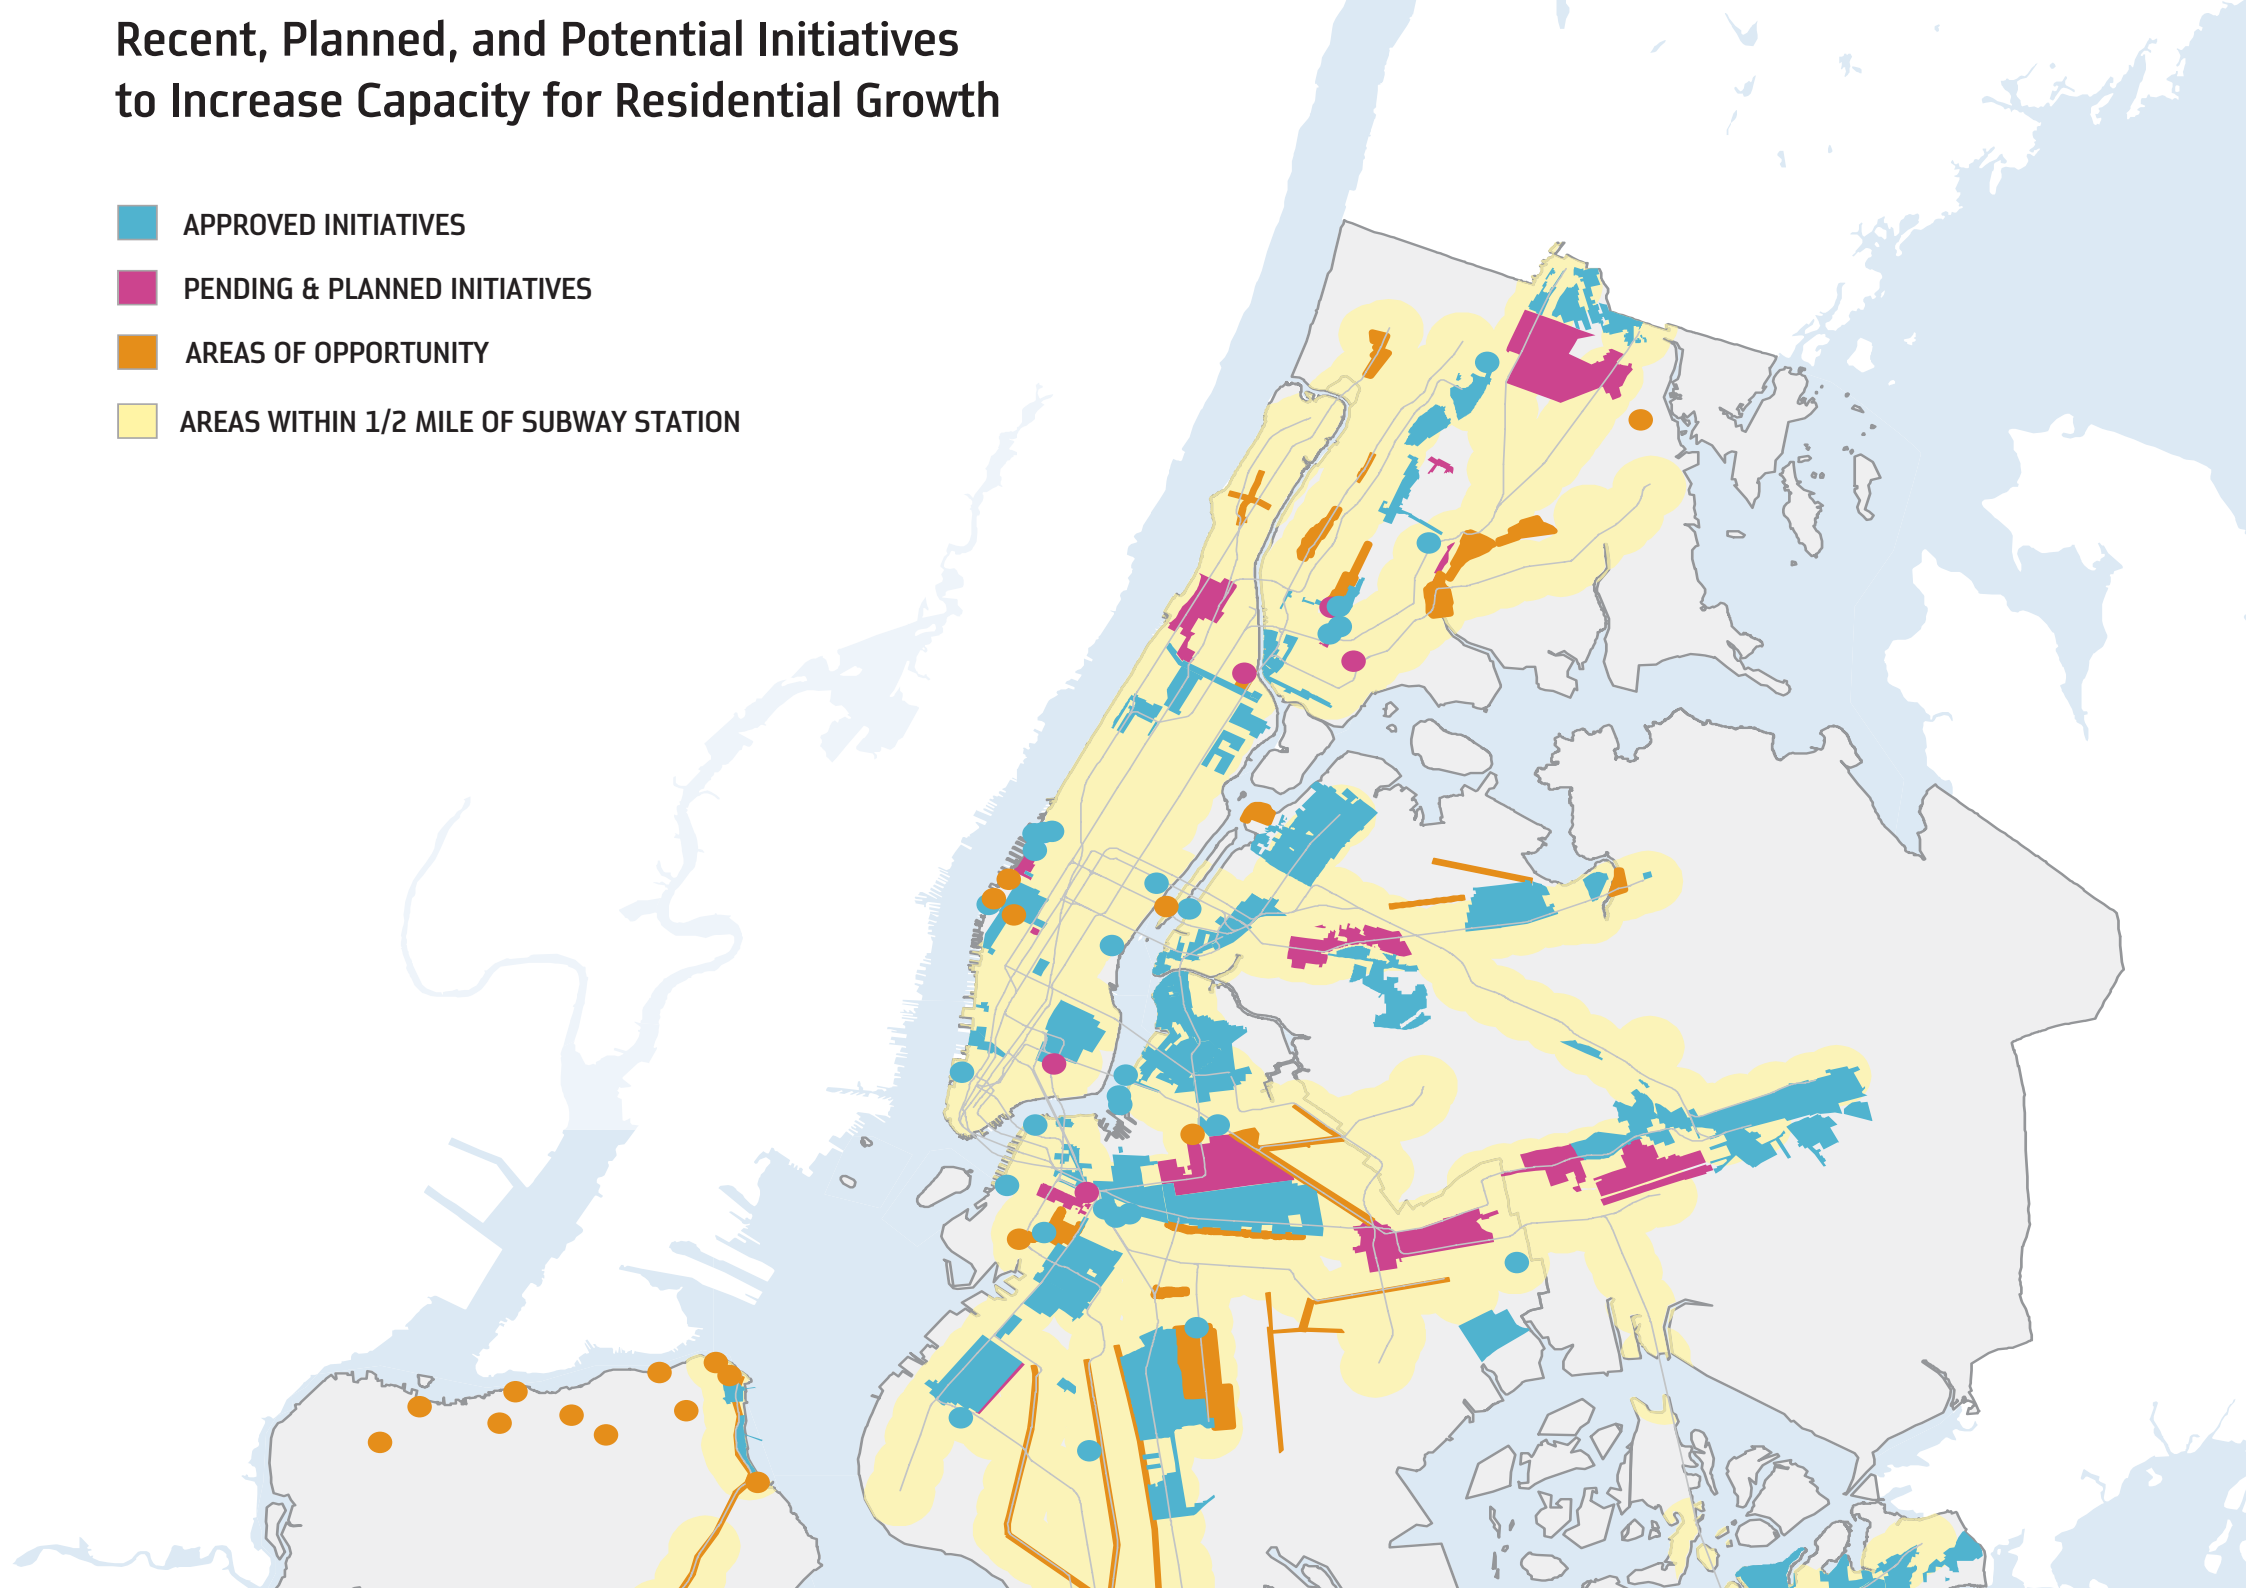 Recent, Planned, and Potential Initiatives
to Increase Capacity for Residential Growth
APPROVED INITIATIVES
PENDING & PLANNED INITIATIVES
AREAS OF OPPORTUNITY
AREAS WITHIN 1/2 MILE OF SUBWAY STATION